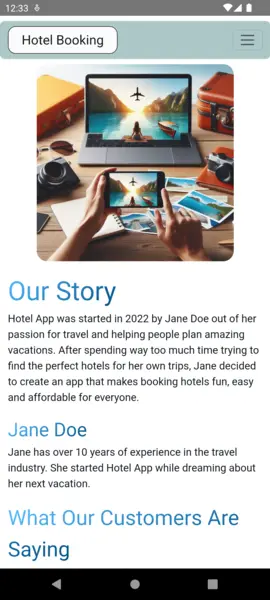 12:33
Hotel Booking
Our Story
Hotel App was started in 2022 by Jane Doe out of her
passion for travel and helping people plan amazing
vacations. After spending way too much time trying to
find the perfect hotels for her own trips, Jane decided
to create an app that makes booking hotels fun, easy
and affordable for everyone.
Jane Doe
Jane has over 10 years of experience in the travel
industry. She started Hotel App while dreaming about
her next vacation.
What Our Customers Are
Saying